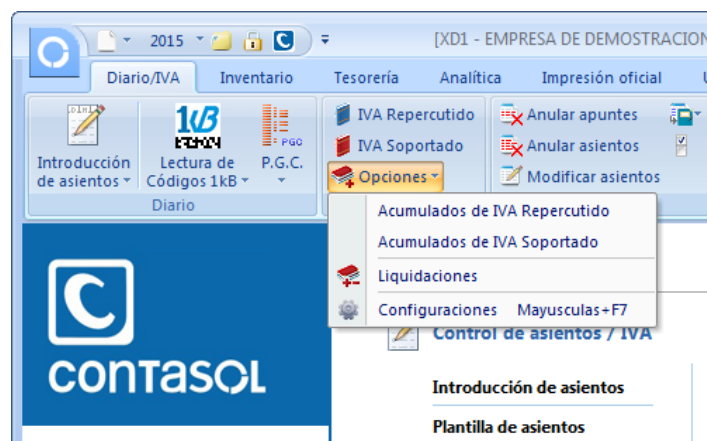 2015
[XD1 - EMPRESA DE DEMOSTRACION
Diario/IVA Inventario Tesorería Analítica Impresión oficial
Introducción de asientos
Lectura de Códigos 1kB
P.G.C.
Diario
1kB
PGC
IVA Repercutido
IVA Soportado
Opciones
Anular apuntes
Anular asientos
Modificar asientos
Acumulados de IVA Repercutido
Acumulados de IVA Soportado
Liquidaciones
Configuraciones Mayusculas+F7
Control de asientos / IVA
Introducción de asientos
Plantilla de asientos
C
contasol